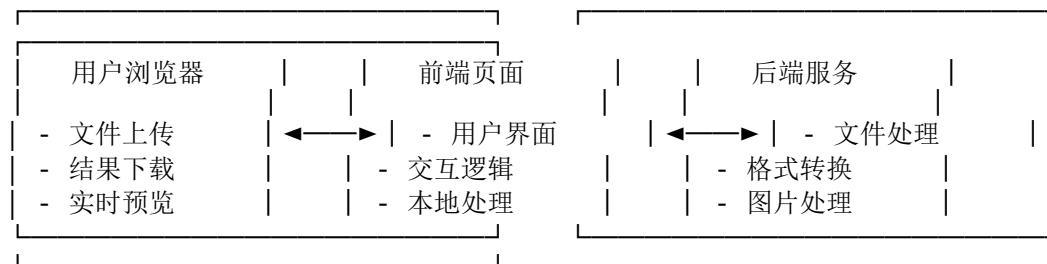 用户浏览器 前端页面 后端服务
- 文件上传 - 用户界面 - 文件处理
- 结果下载 - 交互逻辑 - 格式转换
- 实时预览 - 本地处理 - 图片处理